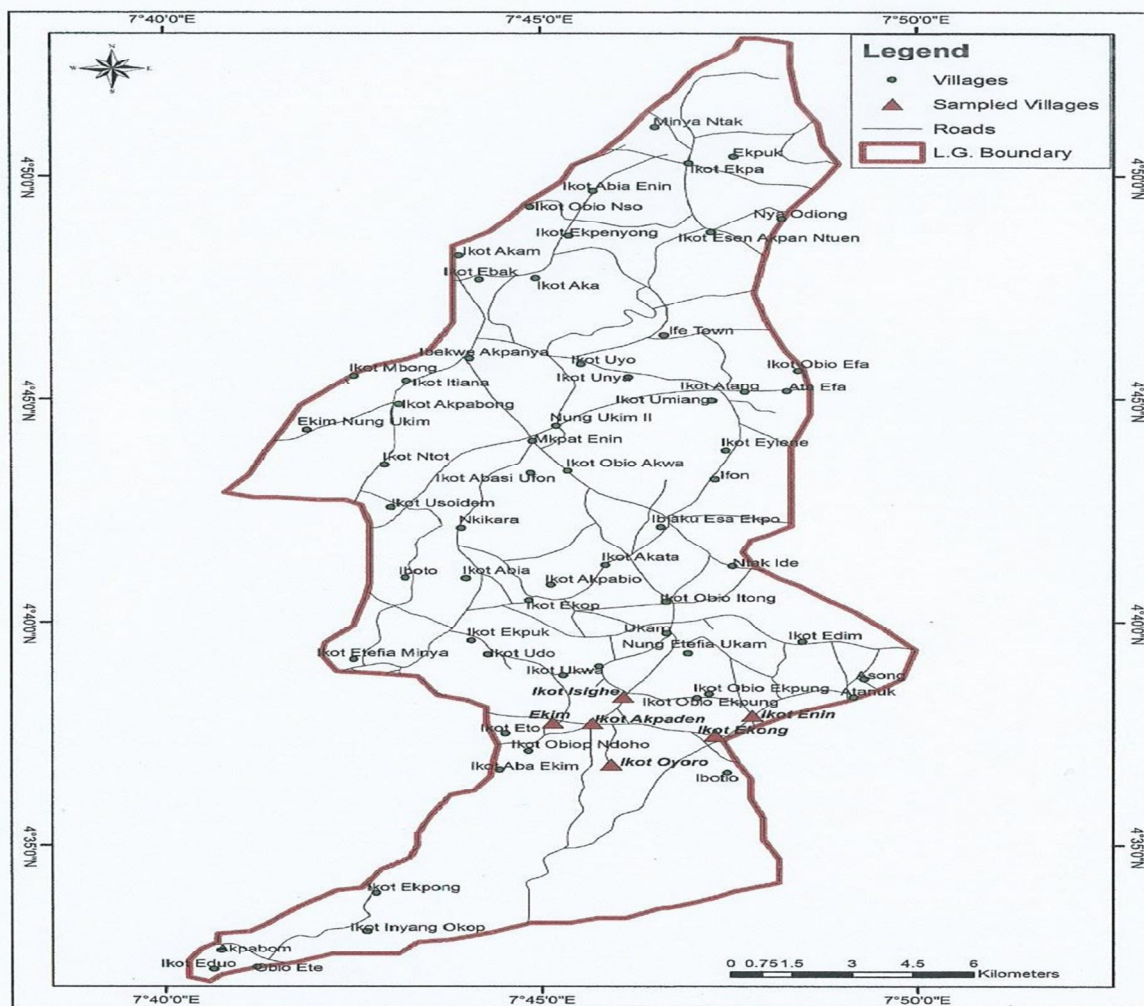 7°40'0"E 7°45'0"E 7°50'0"E
N
W E
S
Legend
Villages
Sampled Villages
Roads
L.G. Boundary
Minya Ntak
Ekpuk
Ikot Ekpa
4°50'0"N 4°50'0"N
Ikot Abia Enin
Ikot Obio Nso
Nya Odiong
Ikot Ekpenyong
Ikot Esen Akpan Ntuen
Ikot Akam
Ikot Ebak
Ikot Aka
Ife Town
Ibekwe Akpanya
Ikot Uyo
Ikot Obio Efa
Ikot Mbong
Ikot Unya
Ikot Itiana
Ikot Atang
Ata Efa
4°45'0"N 4°45'0"N
Ikot Umiang
Ikot Akpabong
Ekim Nung Ukim
Nung Ukim II
Mkpat Enin
Ikot Eyiene
Ikot Ntot
Ikot Obio Akwa
Ikot Abasi Ufon
Ifon
Ikot Usoidem
Nkikara
Ibiaku Esa Ekpo
Ikot Akata
Ntak Ide
Iboto
Ikot Abia
Ikot Akpabio
Ikot Obio Itong
Ikot Ekop
4°40'0"N 4°40'0"N
Ukam
Ikot Ekpuk
Ikot Edim
Nung Etefia Ukam
Ikot Etefia Minya
Ikot Udo
Ikot Ukwa
Asong
Ikot Isighe
Ikot Obio Ekpung
Ikot Obio Ekpung
Atanuk
Ekim
Ikot Akpaden
Ikot Enin
Ikot Eto
Ikot Ekong
Ikot Obiop Ndoho
Ikot Aba Ekim
Ikot Oyoro
Ibotio
4°35'0"N 4°35'0"N
Ikot Ekpong
Ikot Inyang Okop
Akpabom
Ikot Eduo
Obio Ete
0 0.75 1.5 3 4.5 6
Kilometers
7°40'0"E 7°45'0"E 7°50'0"E